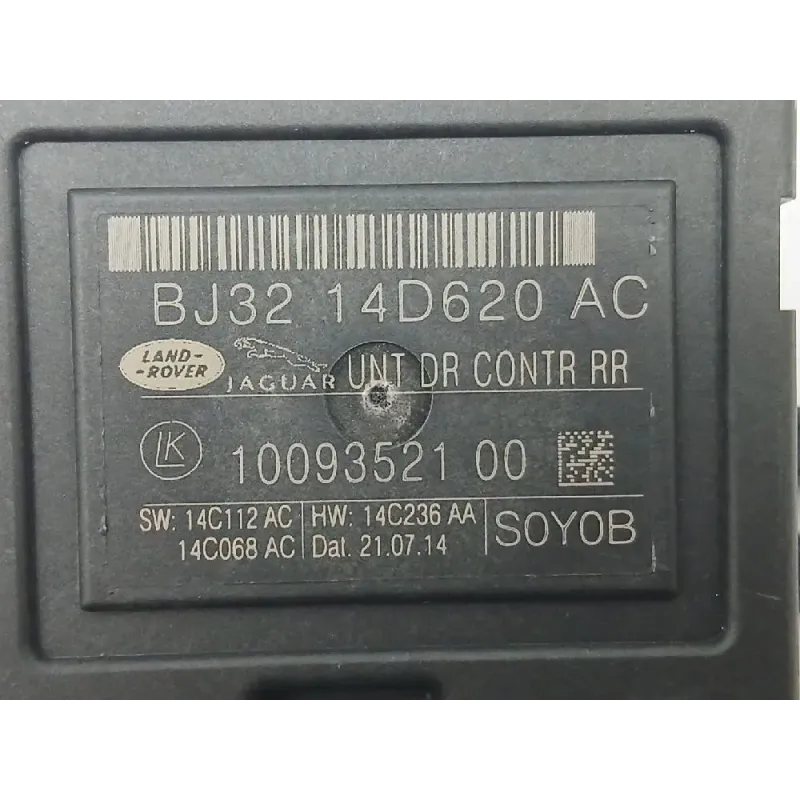 BJ32 14D620 AC
LAND-
-ROVER
JAGUAR UNT DR CONTR RR
LK 10093521 00
SW: 14C112 AC HW: 14C236 AA
14C068 AC Dat. 21.07.14
S0Y0B